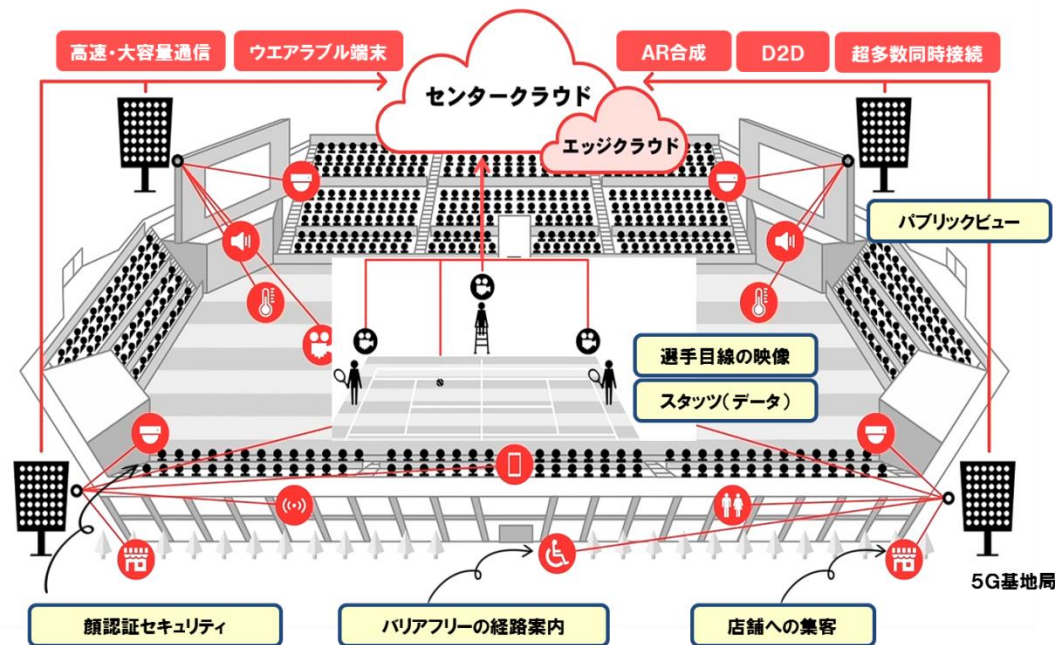 高速・大容量通信
ウエアラブル端末
AR合成
D2D
超多数同時接続
センタークラウド
エッジクラウド
パブリックビュー
選手目線の映像
スタッツ(データ)
5G基地局
顔認証セキュリティ
バリアフリーの経路案内
店舗への集客